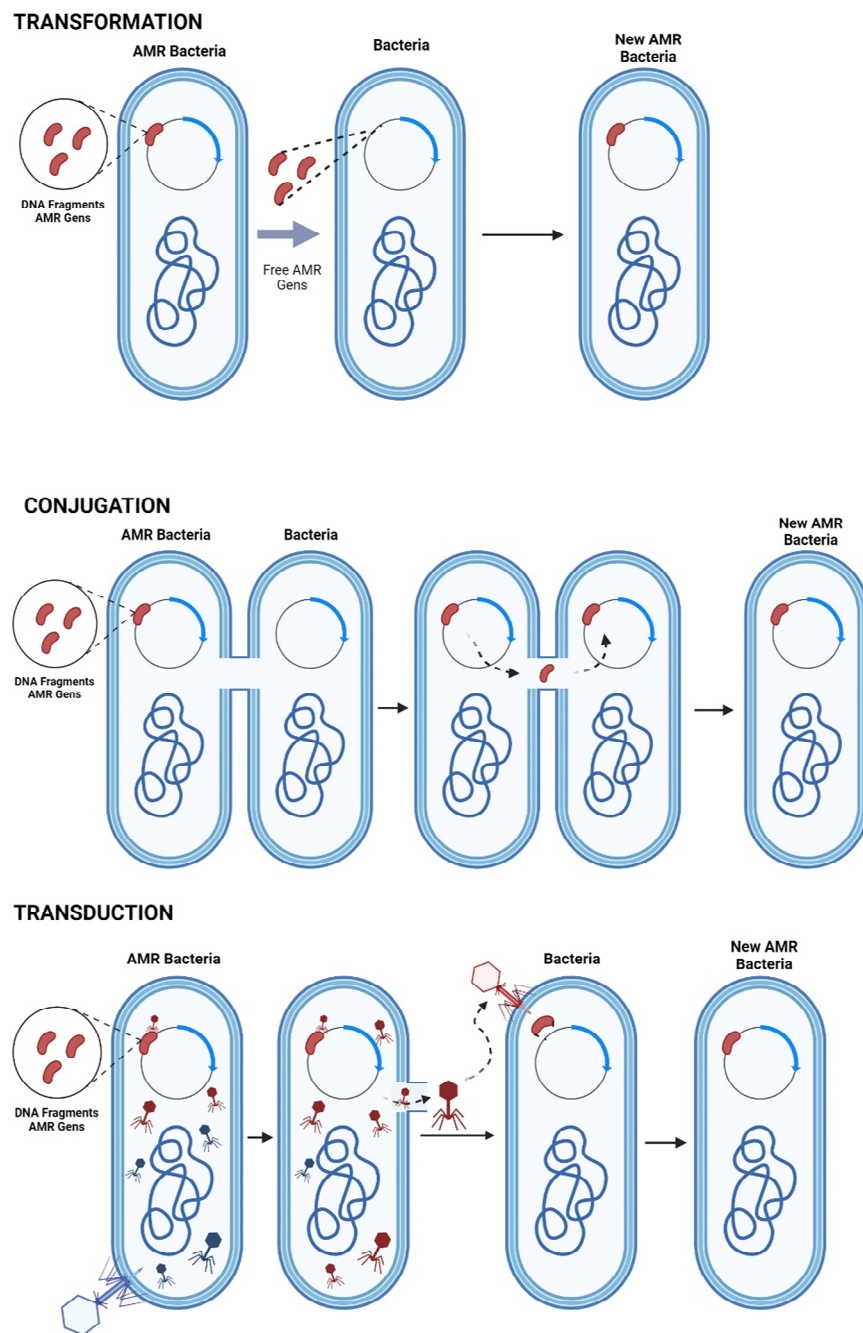 TRANSFORMATION
AMR Bacteria
Bacteria
New AMR
Bacteria
DNA Fragments
AMR Gens
Free AMR
Gens
CONJUGATION
AMR Bacteria
Bacteria
New AMR
Bacteria
DNA Fragments
AMR Gens
TRANSDUCTION
AMR Bacteria
Bacteria
New AMR
Bacteria
DNA Fragments
AMR Gens